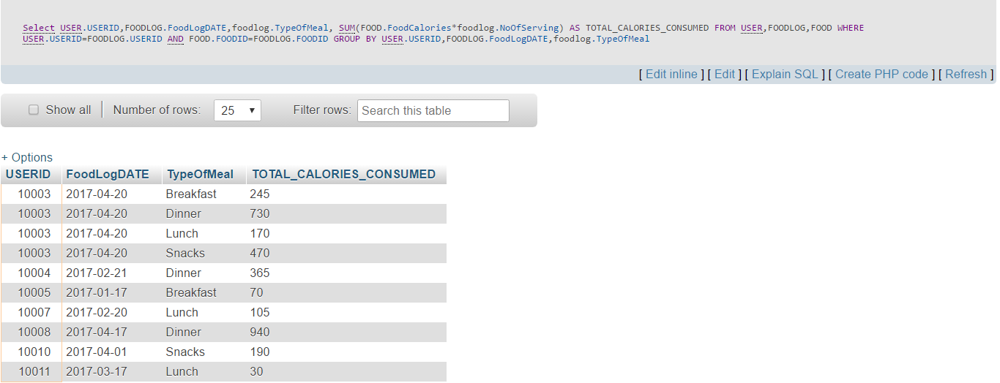 Select USER.USERID,FOODLOG.FoodLogDATE,foodlog.TypeOfMeal, SUM(FOOD.FoodCalories*foodlog.NoOfServing) AS TOTAL_CALORIES_CONSUMED FROM USER,FOODLOG,FOOD WHERE
USER.USERID=FOODLOG.USERID AND FOOD.FOODID=FOODLOG.FOODID GROUP BY USER.USERID,FOODLOG.FoodLogDATE,foodlog.TypeOfMeal
[ Edit inline ] [ Edit ] [ Explain SQL ] [ Create PHP code ] [ Refresh ]
Show all | Number of rows: 25 Filter rows: Search this table
+ Options
USERID FoodLogDATE TypeOfMeal TOTAL_CALORIES_CONSUMED
10003 2017-04-20 Breakfast 245
10003 2017-04-20 Dinner 730
10003 2017-04-20 Lunch 170
10003 2017-04-20 Snacks 470
10004 2017-02-21 Dinner 365
10005 2017-01-17 Breakfast 70
10007 2017-02-20 Lunch 105
10008 2017-04-17 Dinner 940
10010 2017-04-01 Snacks 190
10011 2017-03-17 Lunch 30